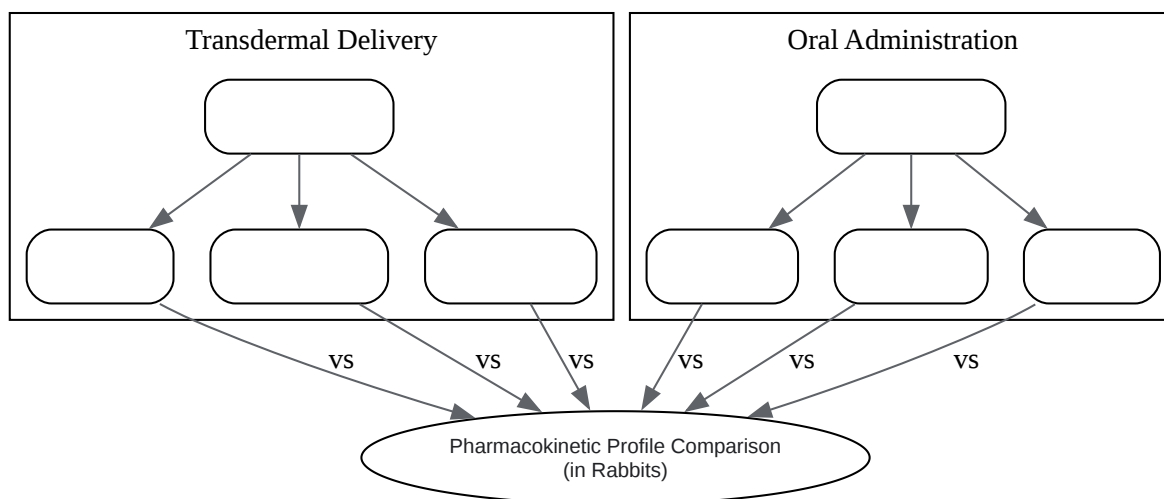 Transdermal Delivery
Oral Administration
vs
vs
vs
vs
vs
vs
Pharmacokinetic Profile Comparison
(in Rabbits)